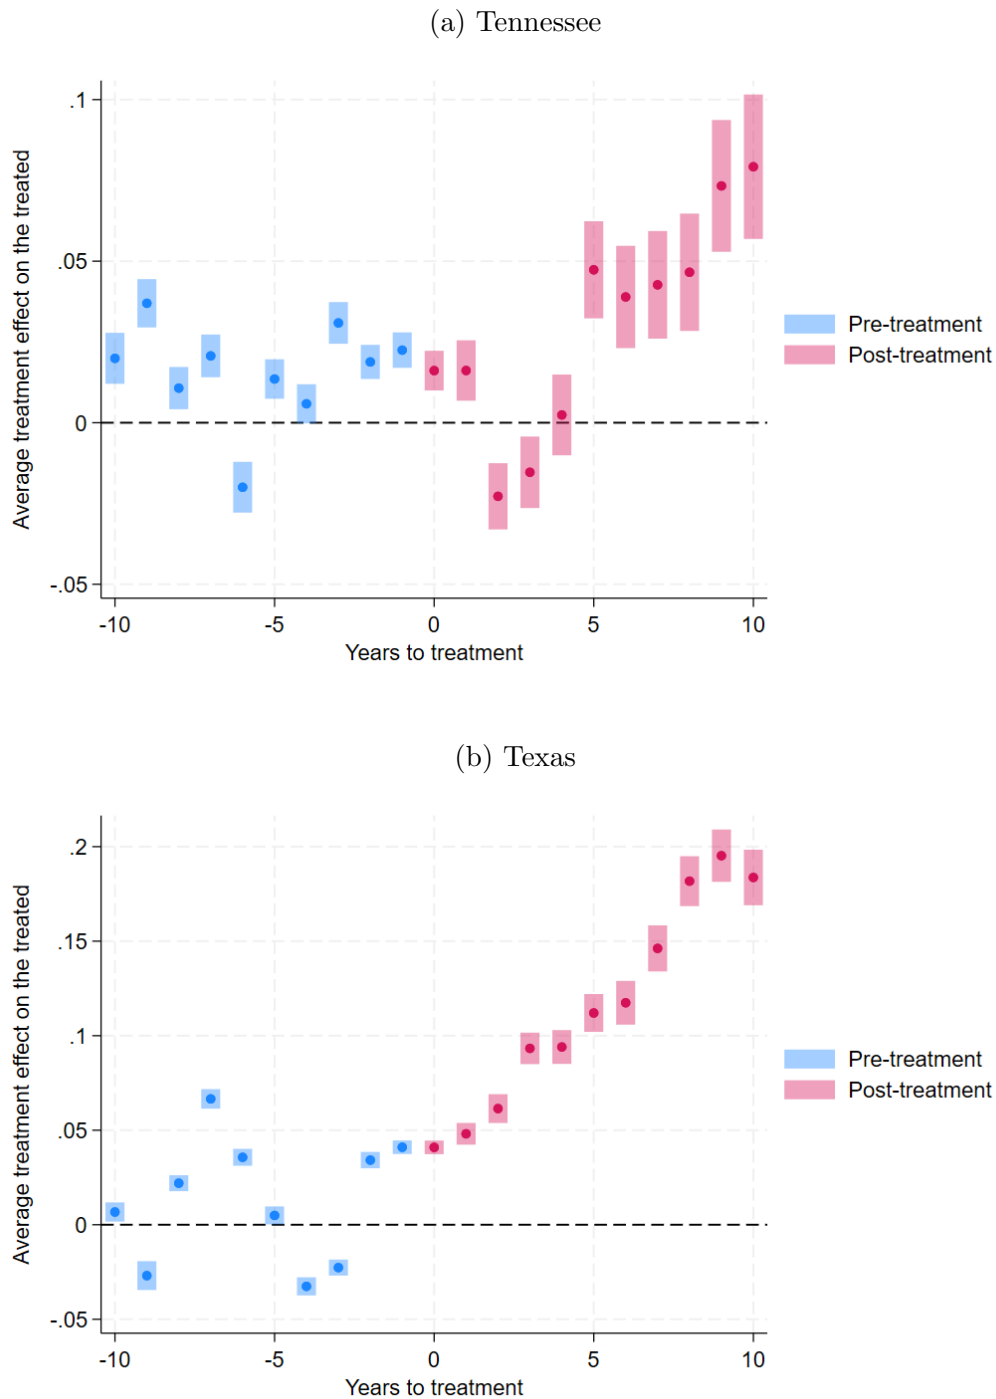 (a) Tennessee
Average treatment effect on the treated
.1
.05
0
-.05
-10 -5 0 5 10
Years to treatment
Pre-treatment
Post-treatment
(b) Texas
Average treatment effect on the treated
.2
.15
.1
.05
0
-.05
-10 -5 0 5 10
Years to treatment
Pre-treatment
Post-treatment